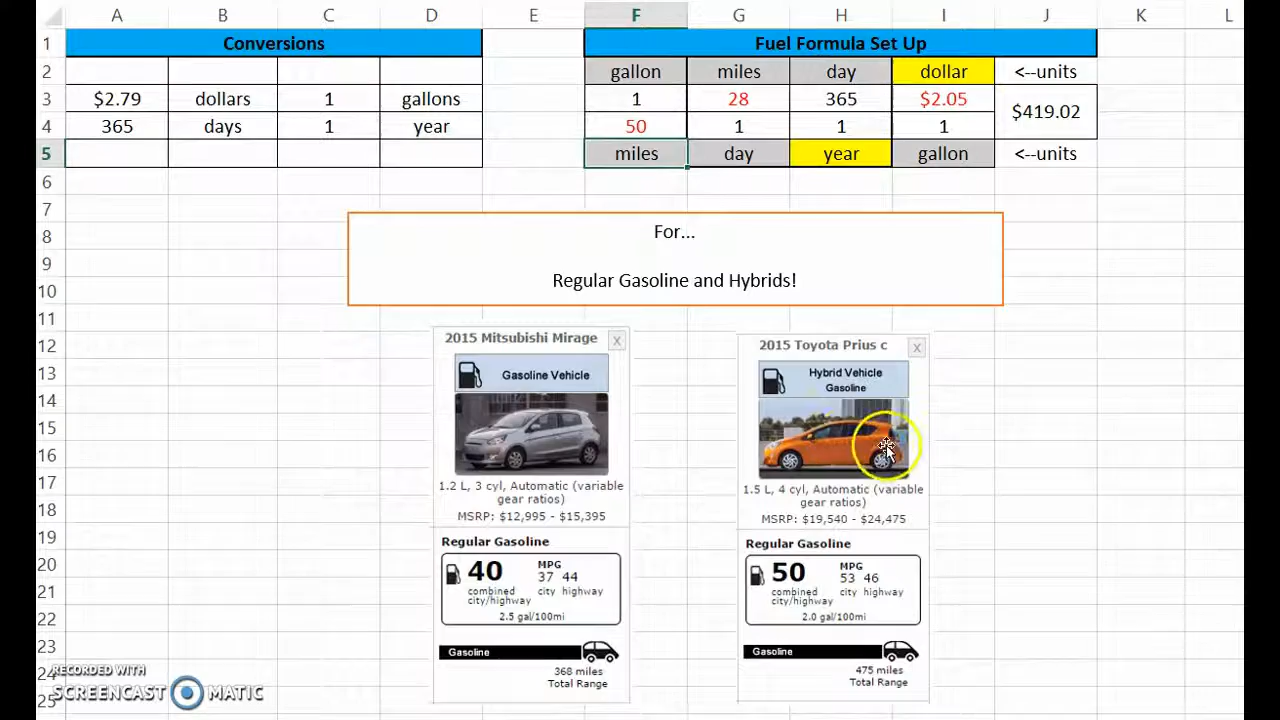 A B C D E F G H I J K L
1 Conversions Fuel Formula Set Up
2 gallon miles day dollar <--units
3 $2.79 dollars 1 gallons 1 28 365 $2.05
$419.02
4 365 days 1 year 50 1 1 1
5 miles day year gallon <--units
6
7
8 For...
9
10 Regular Gasoline and Hybrids!
11
12 2015 Mitsubishi Mirage X 2015 Toyota Prius c X
13 Gasoline Vehicle Hybrid Vehicle
Gasoline
14
15
16
17 1.2 L, 3 cyl, Automatic (variable 1.5 L, 4 cyl, Automatic (variable
gear ratios) gear ratios)
18 MSRP: $12,995 - $15,395 MSRP: $19,540 - $24,475
19 Regular Gasoline Regular Gasoline
20 40 MPG 50 MPG
37 44 53 46
21 combined city highway combined city highway
city/highway city/highway
22 2.5 gal/100mi 2.0 gal/100mi
23 Gasoline Gasoline
24 368 miles 475 miles
Total Range Total Range
25
RECORDED WITH
SCREENCAST MATIC